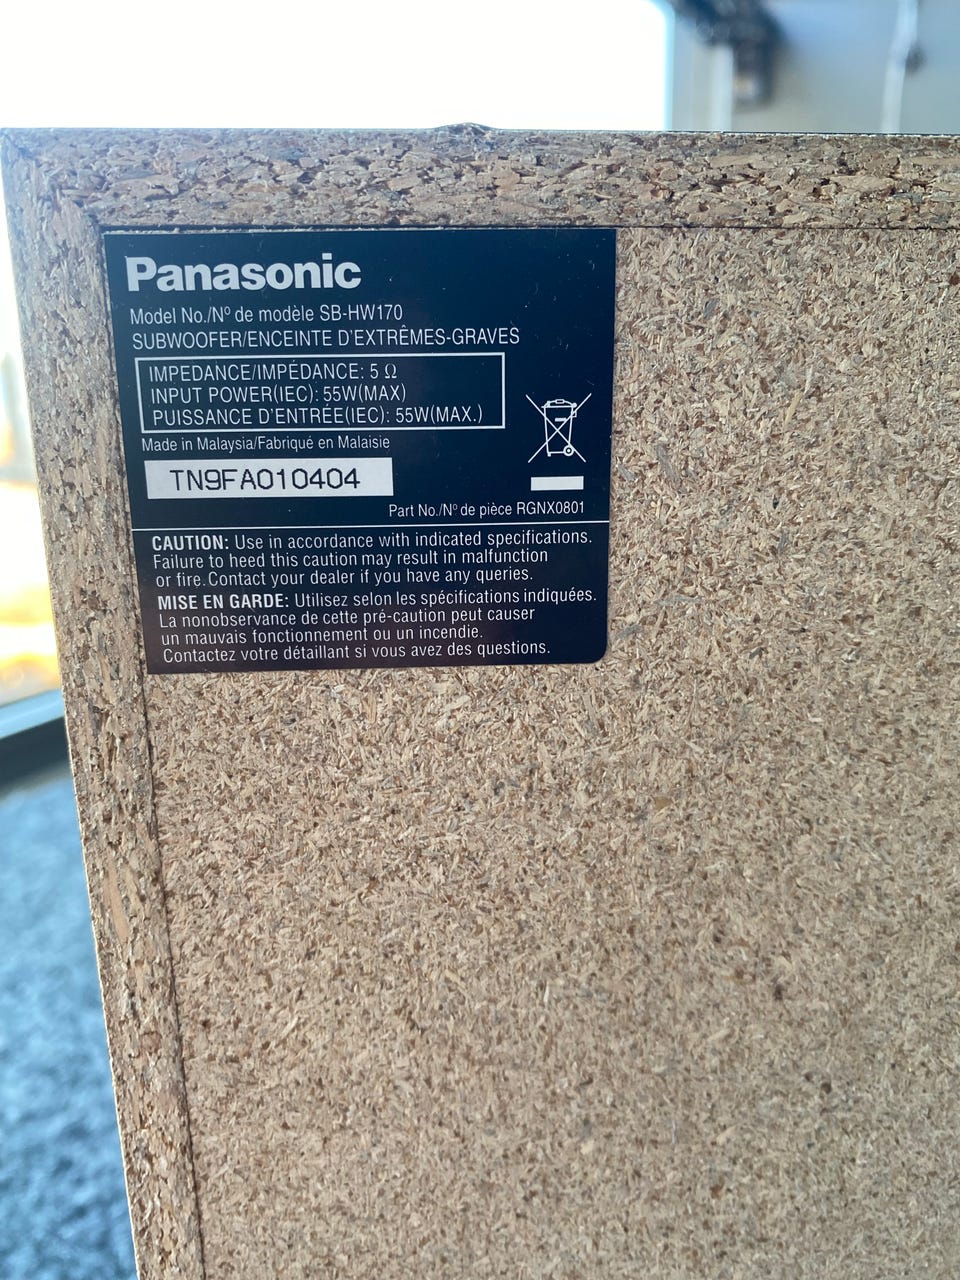 Panasonic
Model No./Nº de modèle SB-HW170
SUBWOOFER/ENCEINTE D'EXTRÊMES-GRAVES
IMPEDANCE/IMPÉDANCE: 5 Ω
INPUT POWER(IEC): 55W(MAX)
PUISSANCE D'ENTRÉE(IEC): 55W(MAX.)
Made in Malaysia/Fabriqué en Malaisie
TN9FA010404
Part No./Nº de pièce RGNX0801
CAUTION: Use in accordance with indicated specifications.
Failure to heed this caution may result in malfunction
or fire. Contact your dealer if you have any queries.
MISE EN GARDE: Utilisez selon les spécifications indiquées.
La nonobservance de cette pré-caution peut causer
un mauvais fonctionnement ou un incendie.
Contactez votre détaillant si vous avez des questions.